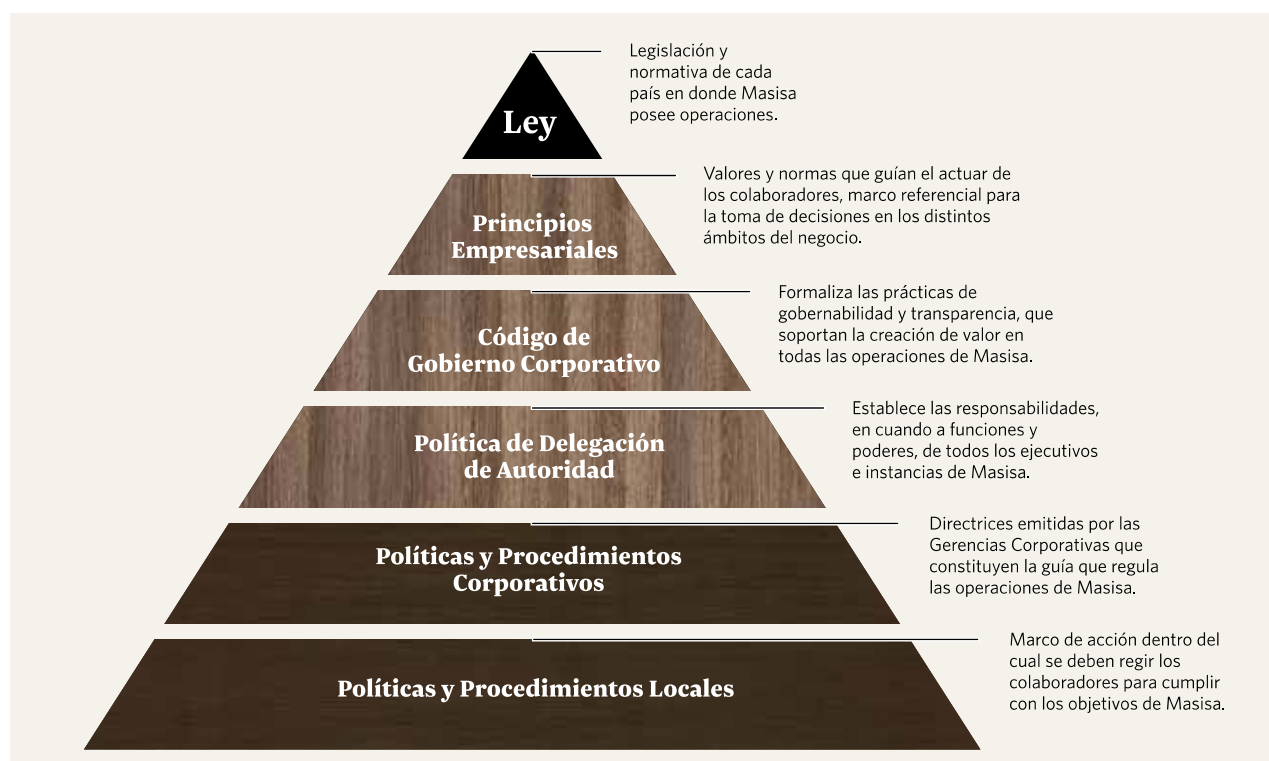 Ley
Legislación y
normativa de cada
país en donde Masisa
posee operaciones.
Principios
Empresariales
Valores y normas que guían el actuar de
los colaboradores, marco referencial para
la toma de decisiones en los distintos
ámbitos del negocio.
Código de
Gobierno Corporativo
Formaliza las prácticas de
gobernabilidad y transparencia, que
soportan la creación de valor en
todas las operaciones de Masisa.
Política de Delegación
de Autoridad
Establece las responsabilidades,
en cuando a funciones y
poderes, de todos los ejecutivos
e instancias de Masisa.
Políticas y Procedimientos
Corporativos
Directrices emitidas por las
Gerencias Corporativas que
constituyen la guía que regula
las operaciones de Masisa.
Políticas y Procedimientos Locales
Marco de acción dentro del
cual se deben regir los
colaboradores para cumplir
con los objetivos de Masisa.